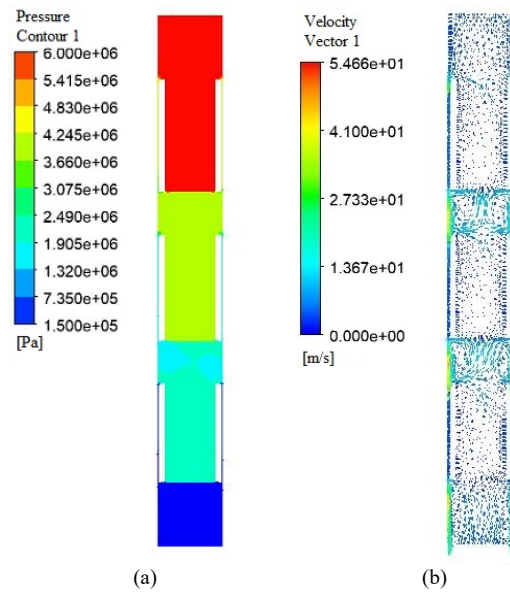 Pressure
Contour 1
6.000e+06
5.415e+06
4.830e+06
4.245e+06
3.660e+06
3.075e+06
2.490e+06
1.905e+06
1.320e+06
7.350e+05
1.500e+05
[Pa]
(a)
Velocity
Vector 1
5.466e+01
4.100e+01
2.733e+01
1.367e+01
0.000e+00
[m/s]
(b)